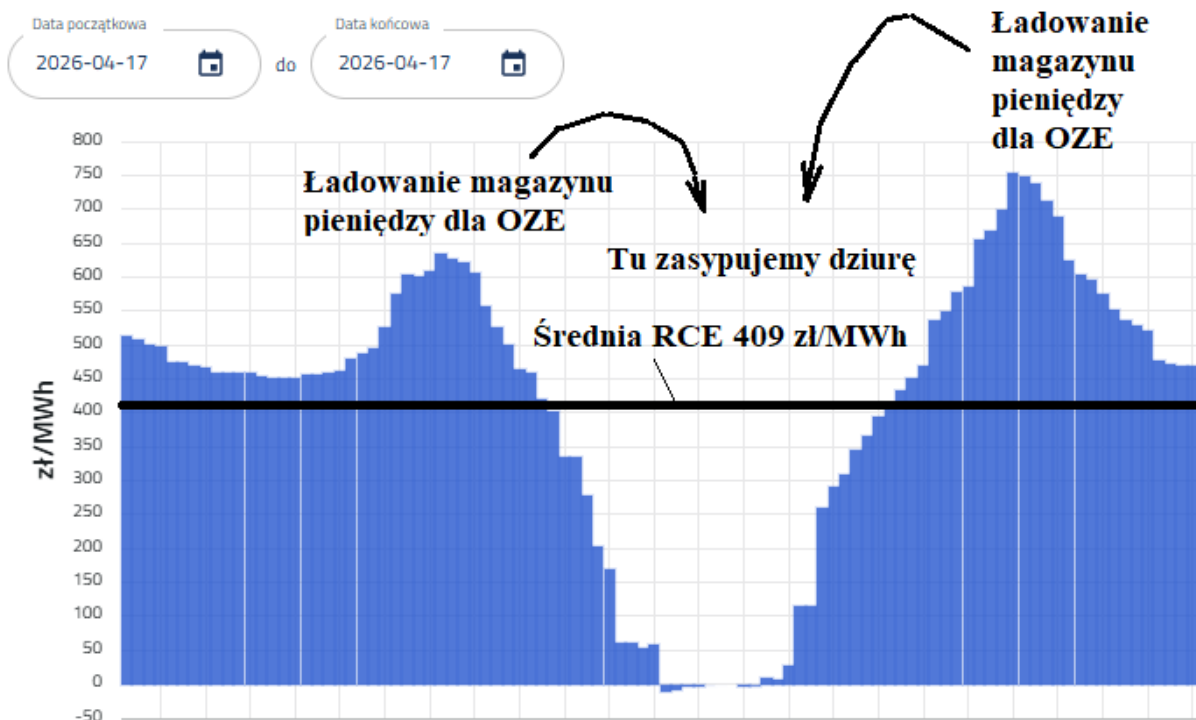 Data początkowa
2026-04-17
do
Data końcowa
2026-04-17
Ładowanie
magazynu
pieniędzy
dla OZE
Ładowanie magazynu
pieniędzy dla OZE
Tu zasypujemy dziurę
Średnia RCE 409 zł/MWh
zł/MWh
800
750
700
650
600
550
500
450
400
350
300
250
200
150
100
50
0
-50